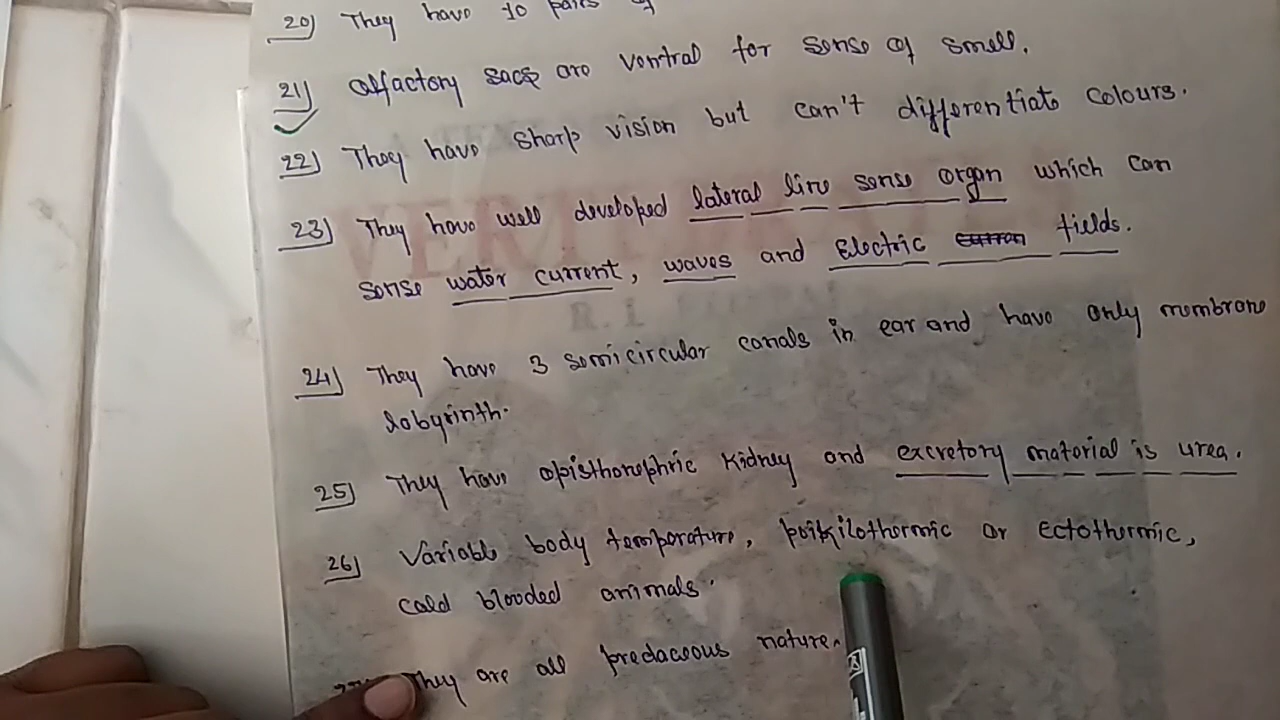 20) They have 10 pairs of
21) Olfactory sacs are ventral for sense of smell.
22) They have sharp vision but can't differentiate colours.
23) They have well developed lateral line sense organ which can
sense water current, waves and Electric fields.
24) They have 3 semicircular canals in ear and have only membrane
labyrinth.
25) They have opisthonephric kidney and excretory material is urea.
26) Variable body temperature, poikilothermic or Ectothermic,
cold blooded animals.
They are all predaceous nature.